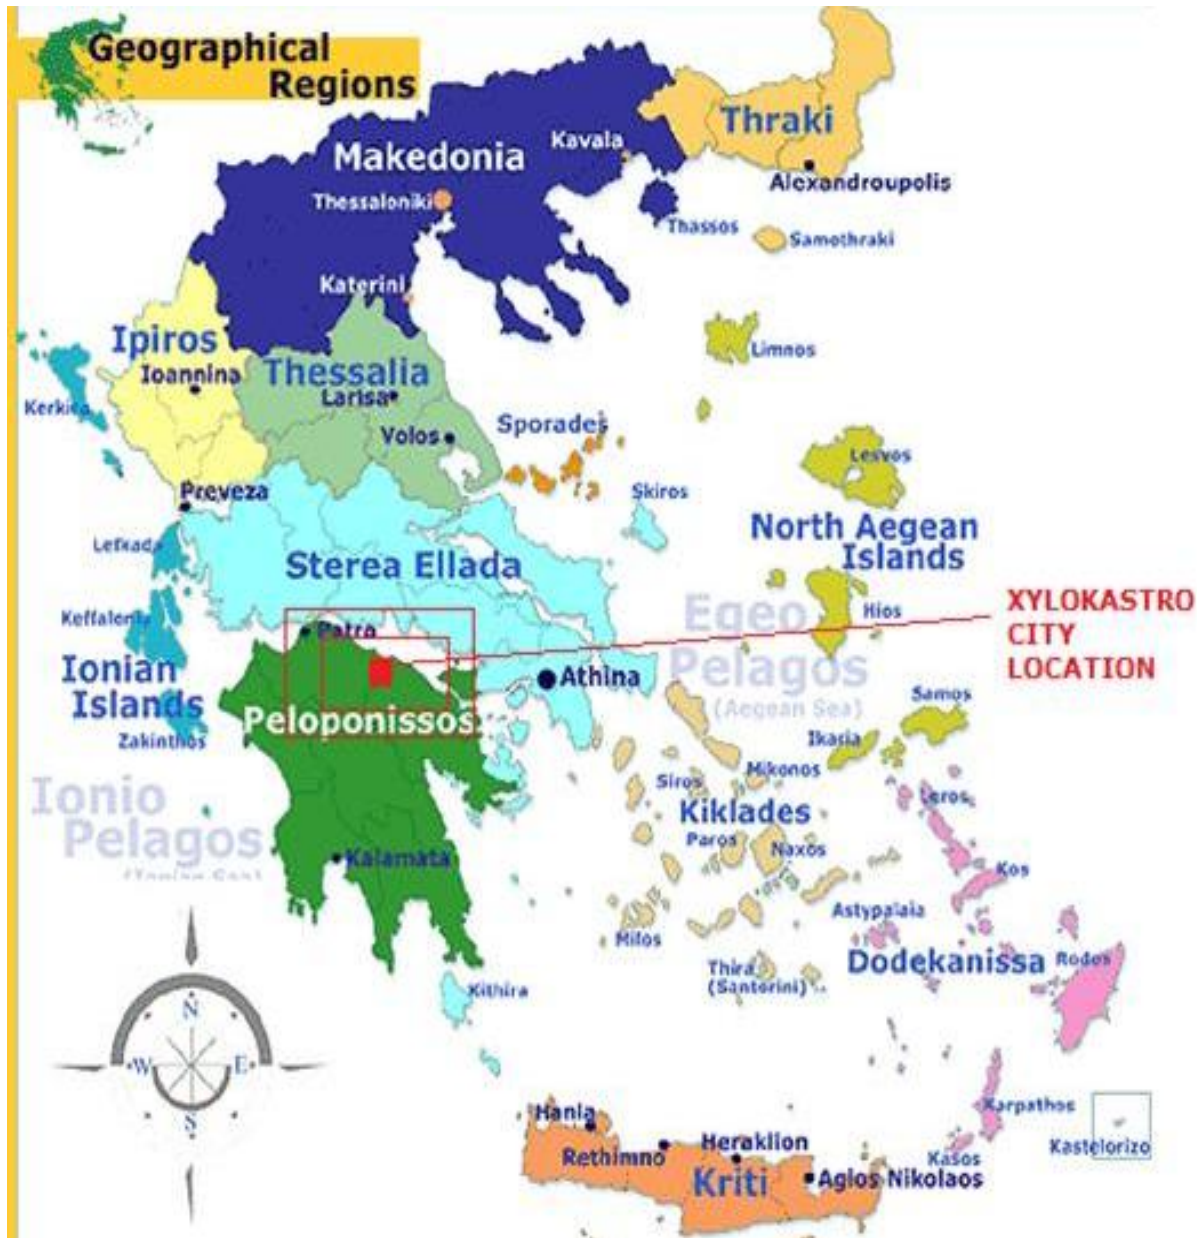 Geographical
Regions
Thraki
Kavala
Makedonia
Alexandroupolis
Thessaloniki
Thassos
Samothraki
Katerini
Ipiros
Limnos
Ioannina
Thessalia
Larisa
Kerkira
Sporades
Volos
Lesvos
Preveza
Skiros
North Aegean
Islands
Lefkada
Sterea Ellada
XYLOKASTRO
CITY
LOCATION
Egeo
Pelagos
(Aegean Sea)
Hios
Keffalonia
Patra
Ionian
Islands
Athina
Samos
Peloponissos
Zakinthos
Ikaria
Mikonos
Siros
Ionio
Pelagos
(Ionian Sea)
Leros
Kiklades
Paros
Naxos
Kalamata
Kos
Astypalaia
Milos
Dodekanissa
Rodos
Thira
(Santorini)
Kithira
N
W
E
S
Hania
Karpathos
Rethimno
Heraklion
Kasos
Kastelorizo
Kriti
Agios Nikolaos